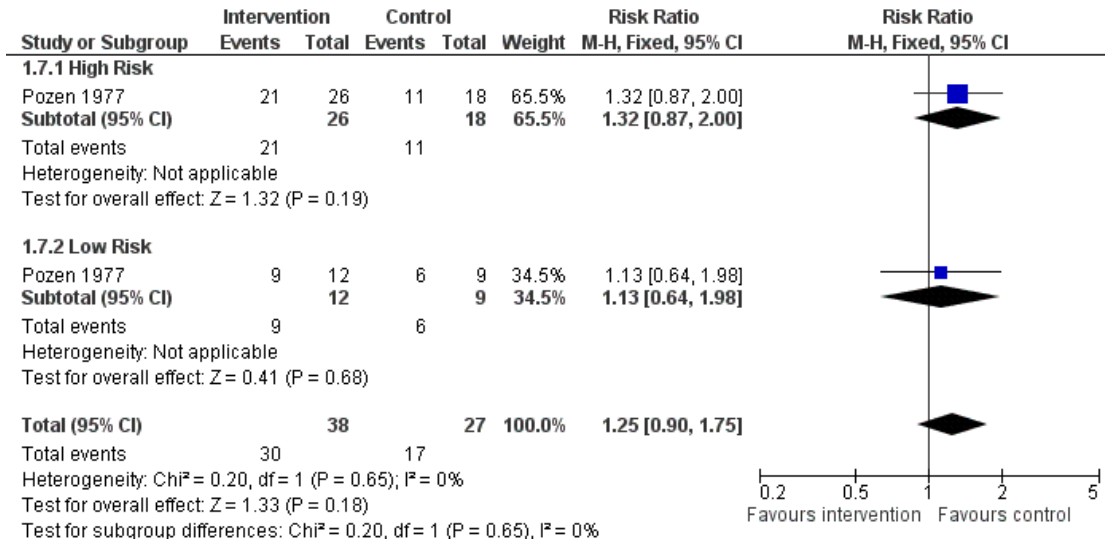 Intervention Control Risk Ratio Risk Ratio
Study or Subgroup Events Total Events Total Weight M-H, Fixed, 95% CI M-H, Fixed, 95% CI
1.7.1 High Risk
Pozen 1977 21 26 11 18 65.5% 1.32 [0.87, 2.00]
Subtotal (95% CI) 26 18 65.5% 1.32 [0.87, 2.00]
Total events 21 11
Heterogeneity: Not applicable
Test for overall effect: Z = 1.32 (P = 0.19)
1.7.2 Low Risk
Pozen 1977 9 12 6 9 34.5% 1.13 [0.64, 1.98]
Subtotal (95% CI) 12 9 34.5% 1.13 [0.64, 1.98]
Total events 9 6
Heterogeneity: Not applicable
Test for overall effect: Z = 0.41 (P = 0.68)
Total (95% CI) 38 27 100.0% 1.25 [0.90, 1.75]
Total events 30 17
Heterogeneity: Chi² = 0.20, df = 1 (P = 0.65); I² = 0%
Test for overall effect: Z = 1.33 (P = 0.18)
Test for subgroup differences: Chi² = 0.20, df = 1 (P = 0.65), I² = 0%
0.2 0.5 1 2 5
Favours intervention Favours control